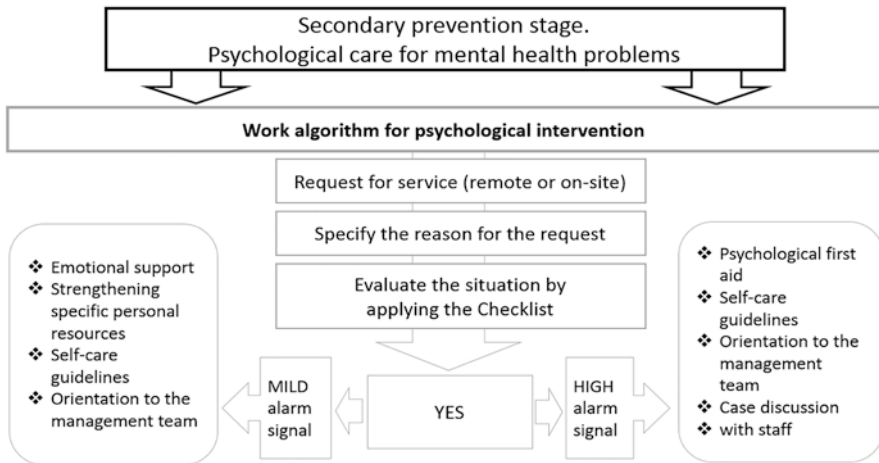 Secondary prevention stage.
Psychological care for mental health problems
Work algorithm for psychological intervention
Request for service (remote or on-site)
Specify the reason for the request
Evaluate the situation by
applying the Checklist
❖ Emotional support
❖ Strengthening
specific personal
resources
❖ Self-care
guidelines
❖ Orientation to the
management team
MILD
alarm
signal
YES
HIGH
alarm
signal
❖ Psychological first
aid
❖ Self-care
guidelines
❖ Orientation to the
management
team
❖ Case discussion
❖ with staff